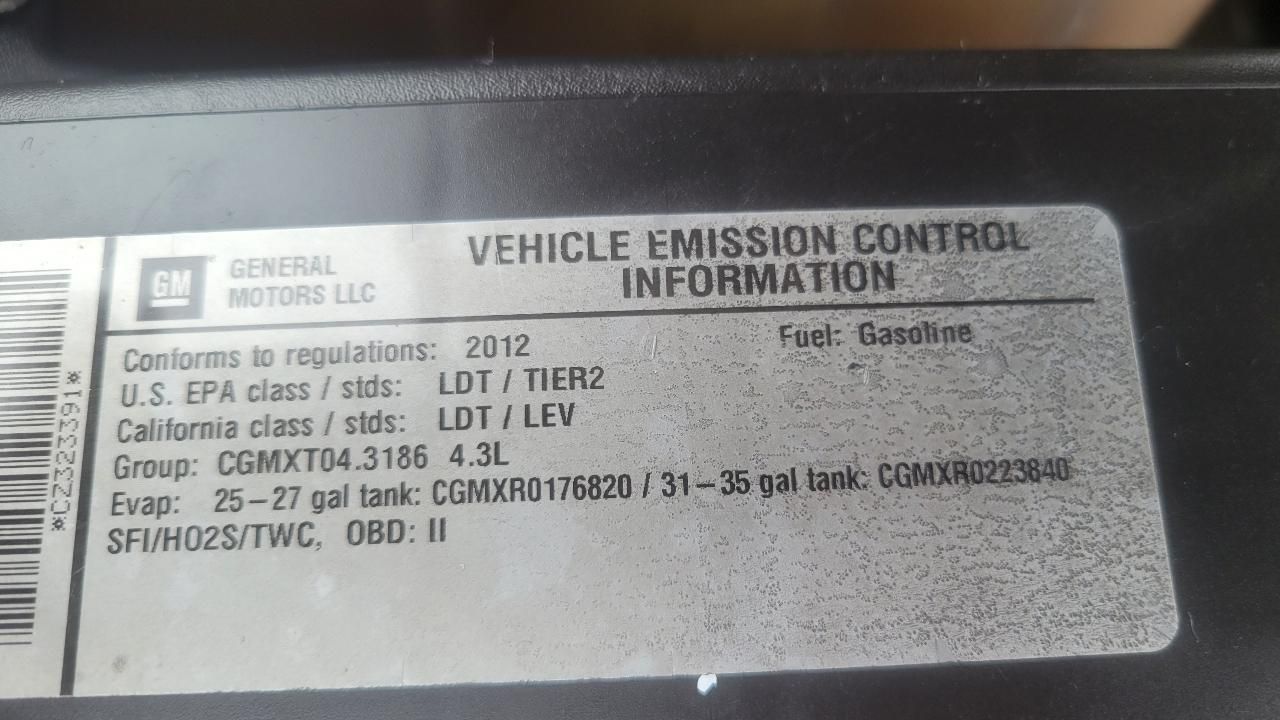 GM
GENERAL
MOTORS LLC
VEHICLE EMISSION CONTROL
INFORMATION
Fuel: Gasoline
Conforms to regulations: 2012
U.S. EPA class / stds: LDT / TIER2
California class / stds: LDT / LEV
Group: CGMXT04.3186 4.3L
Evap: 25–27 gal tank: CGMXR0176820 / 31–35 gal tank: CGMXR0223840
SFI/HO2S/TWC, OBD: II
*CZ323391*